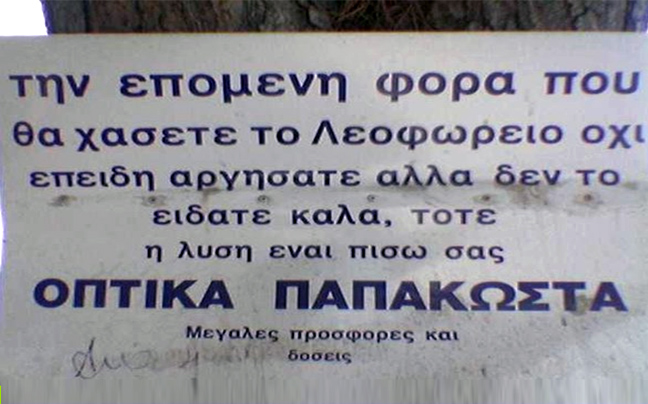 την επομενη φορα που
θα χασετε το Λεοφωρειο οχι
επειδη αργησατε αλλα δεν το
ειδατε καλα, τοτε
η λυση εναι πισω σας
ΟΠΤΙΚΑ ΠΑΠΑΚΩΣΤΑ
Μεγαλες προσφορες και
δοσεις